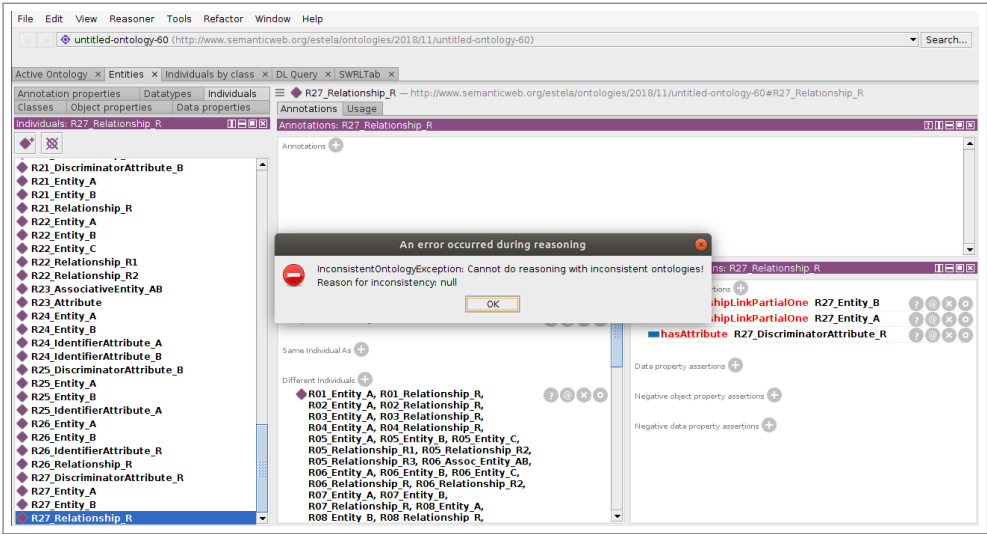 File Edit View Reasoner Tools Refactor Window Help
untitled-ontology-60 (http://www.semanticweb.org/estela/ontologies/2018/11/untitled-ontology-60)
Search...
Active Ontology × Entities × Individuals by class × DL Query × SWRLTab ×
Annotation properties Datatypes Individuals
Classes Object properties Data properties
R27_Relationship_R — http://www.semanticweb.org/estela/ontologies/2018/11/untitled-ontology-60#R27_Relationship_R
Annotations Usage
Individuals: R27_Relationship_R
Annotations: R27_Relationship_R
Annotations
R21_DiscriminatorAttribute_B
R21_Entity_A
R21_Entity_B
R21_Relationship_R
R22_Entity_A
R22_Entity_B
R22_Entity_C
R22_Relationship_R1
R22_Relationship_R2
R23_AssociativeEntity_AB
R23_Attribute
R24_Entity_A
R24_Entity_B
R24_IdentifierAttribute_A
R24_IdentifierAttribute_B
R25_DiscriminatorAttribute_B
R25_Entity_A
R25_Entity_B
R25_IdentifierAttribute_A
R26_Entity_A
R26_Entity_B
R26_IdentifierAttribute_R
R26_Relationship_R
R27_DiscriminatorAttribute_R
R27_Entity_A
R27_Entity_B
R27_Relationship_R
An error occurred during reasoning
InconsistentOntologyException: Cannot do reasoning with inconsistent ontologies!
Reason for inconsistency: null
OK
Same Individual As
Different Individuals
R01_Entity_A, R01_Relationship_R,
R02_Entity_A, R02_Relationship_R,
R03_Entity_A, R03_Relationship_R,
R04_Entity_A, R04_Relationship_R,
R05_Entity_A, R05_Entity_B, R05_Entity_C,
R05_Relationship_R1, R05_Relationship_R2,
R05_Relationship_R3, R06_Assoc_Entity_AB,
R06_Entity_A, R06_Entity_B, R06_Entity_C,
R06_Relationship_R, R06_Relationship_R2,
R07_Entity_A, R07_Entity_B,
R07_Relationship_R, R08_Entity_A,
R08_Entity_B, R08_Relationship_R,
ns: R27_Relationship_R
rtions
hipLinkPartialOne R27_Entity_B
hipLinkPartialOne R27_Entity_A
hasAttribute R27_DiscriminatorAttribute_R
Data property assertions
Negative object property assertions
Negative data property assertions